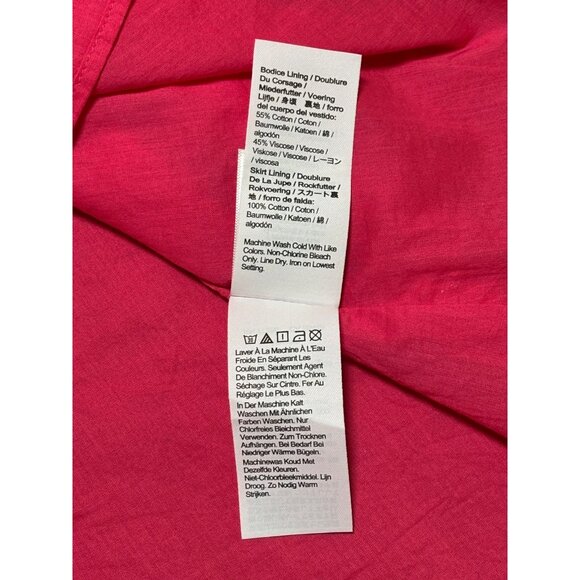 Bodice Lining / Doublure
Du Corsage /
Miederfutter / Voering
Lijfje / 身頃 裏地 / forro
del cuerpo del vestido:
55% Cotton / Coton /
Baumwolle / Katoen / 綿 /
algodón
45% Viscose / Viscose /
Viskose / Viscose / レーヨン
/ viscosa
Skirt Lining / Doublure
De La Jupe / Rockfutter /
Rokvoering / スカート裏
地 / forro de falda:
100% Cotton / Coton /
Baumwolle / Katoen / 綿 /
algodón
Machine Wash Cold With Like
Colors. Non-Chlorine Bleach
Only. Line Dry. Iron on Lowest
Setting.
Laver À La Machine À L'Eau
Froide En Séparant Les
Couleurs. Seulement Agent
De Blanchiment Non-Chlore.
Séchage Sur Cintre. Fer Au
Réglage Le Plus Bas.
In Der Maschine Kalt
Waschen Mit Ähnlichen
Farben Waschen. Nur
Chlorfreies Bleichmittel
Verwenden. Zum Trocknen
Aufhängen. Bei Bedarf Bei
Niedriger Wärme Bügeln.
Machinewas Koud Met
Dezelfde Kleuren.
Niet-Chloorbleekmiddel. Lijn
Droog. Zo Nodig Warm
Strijken.